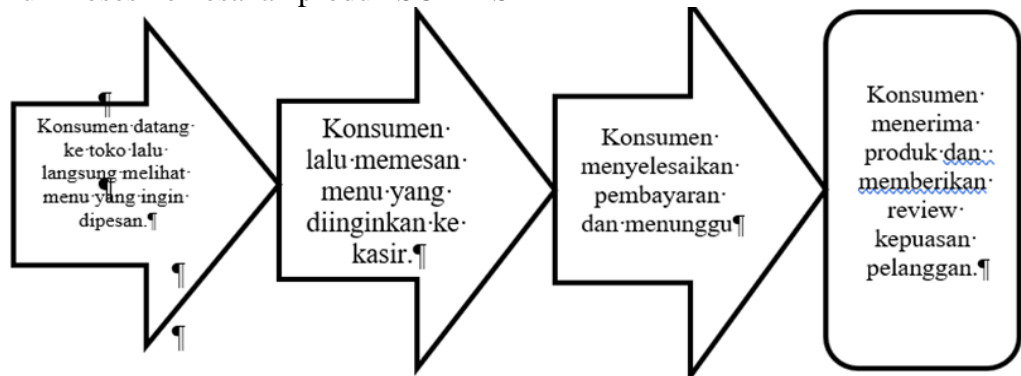 Konsumen datang
ke toko lalu
langsung melihat
menu yang ingin
dipesan.
Konsumen
lalu memesan
menu yang
diinginkan ke
kasir.
Konsumen
menyelesaikan
pembayaran
dan menunggu
Konsumen
menerima
produk dan
memberikan
review
kepuasan
pelanggan.